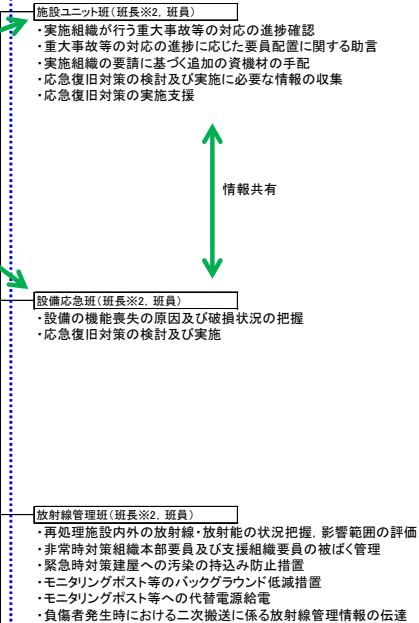 施設ユニット班(班長※2, 班員)
・実施組織が行う重大事故等の対応の進捗確認
・重大事故等の対応の進捗に応じた要員配置に関する助言
・実施組織の要請に基づく追加の資機材の手配
・応急復旧対策の検討及び実施に必要な情報の収集
・応急復旧対策の実施支援
情報共有
設備応急班(班長※2, 班員)
・設備の機能喪失の原因及び破損状況の把握
・応急復旧対策の検討及び実施
放射線管理班(班長※2, 班員)
・再処理施設内外の放射線・放射能の状況把握, 影響範囲の評価
・非常時対策組織本部要員及び支援組織要員の被ばく管理
・緊急時対策建屋への汚染の持込み防止措置
・モニタリングポスト等のバックグラウンド低減措置
・モニタリングポスト等への代替電源給電
・負傷者発生時における二次搬送に係る放射線管理情報の伝達